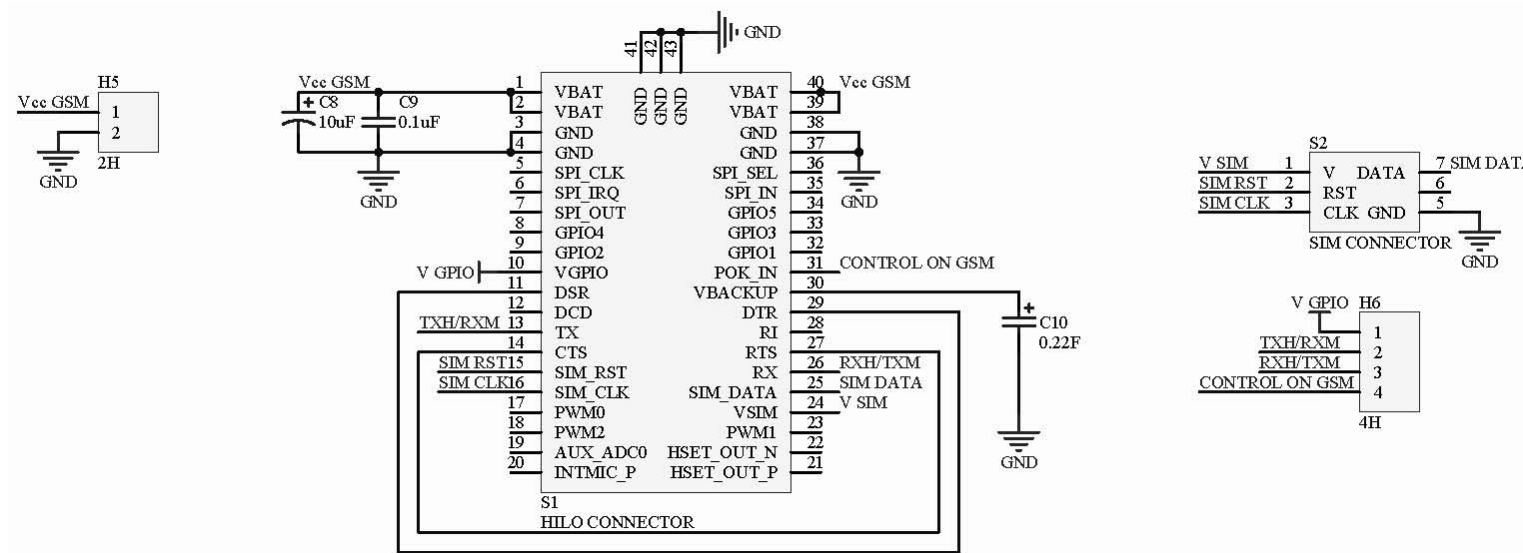 H5
Vcc GSM 1
2
2H
GND
Vcc GSM
+ C8
10uF
C9
0.1uF
GND
41 42 43
GND
GND GND GND
1 VBAT
2 VBAT
3 GND
4 GND
5 SPI_CLK
6 SPI_IRQ
7 SPI_OUT
8 GPIO4
9 GPIO2
V GPIO 10 VGPIO
11 DSR
12 DCD
TXH/RXM 13 TX
14 CTS
SIM RST 15 SIM_RST
SIM CLK 16 SIM_CLK
17 PWM0
18 PWM2
19 AUX_ADC0
20 INTMIC_P
VBAT 40 Vcc GSM
VBAT 39
GND 38
GND 37
SPI_SEL 36
SPI_IN 35
GPIO5 34
GPIO3 33
GPIO1 32
POK_IN 31 CONTROL ON GSM
VBACKUP 30
DTR 29
RI 28
RTS 27
RX 26 RXH/TXM
SIM_DATA 25 SIM DATA
VSIM 24 V SIM
PWM1 23
HSET_OUT_N 22
HSET_OUT_P 21
S1
HILO CONNECTOR
GND
+
C10
0.22F
GND
S2
V SIM 1 V DATA 7 SIM DATA
SIM RST 2 RST 6
SIM CLK 3 CLK GND 5
SIM CONNECTOR
GND
V GPIO H6
1
TXH/RXM 2
RXH/TXM 3
CONTROL ON GSM 4
4H